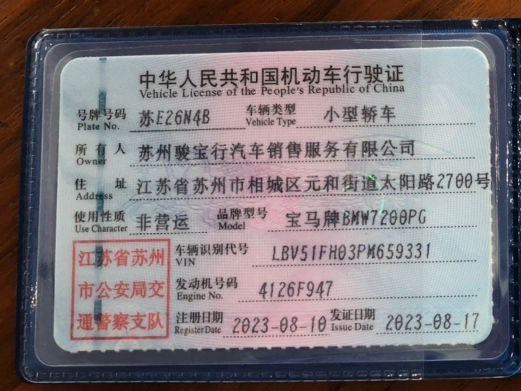 中华人民共和国机动车行驶证
Vehicle License of the People's Republic of China
号牌号码 苏E26N4B 车辆类型 小型轿车
Plate No. Vehicle Type
所有人 苏州骏宝行汽车销售服务有限公司
Owner
住址 江苏省苏州市相城区元和街道太阳路2700号
Address
使用性质 非营运 品牌型号 宝马牌BMW7200PG
Use Character Model
江苏省苏州 车辆识别代号 LBV51FH03PM659331
VIN
市公安局交 发动机号码 4126F947
Engine No.
通警察支队 注册日期 2023-08-10 发证日期 2023-08-17
Register Date Issue Date